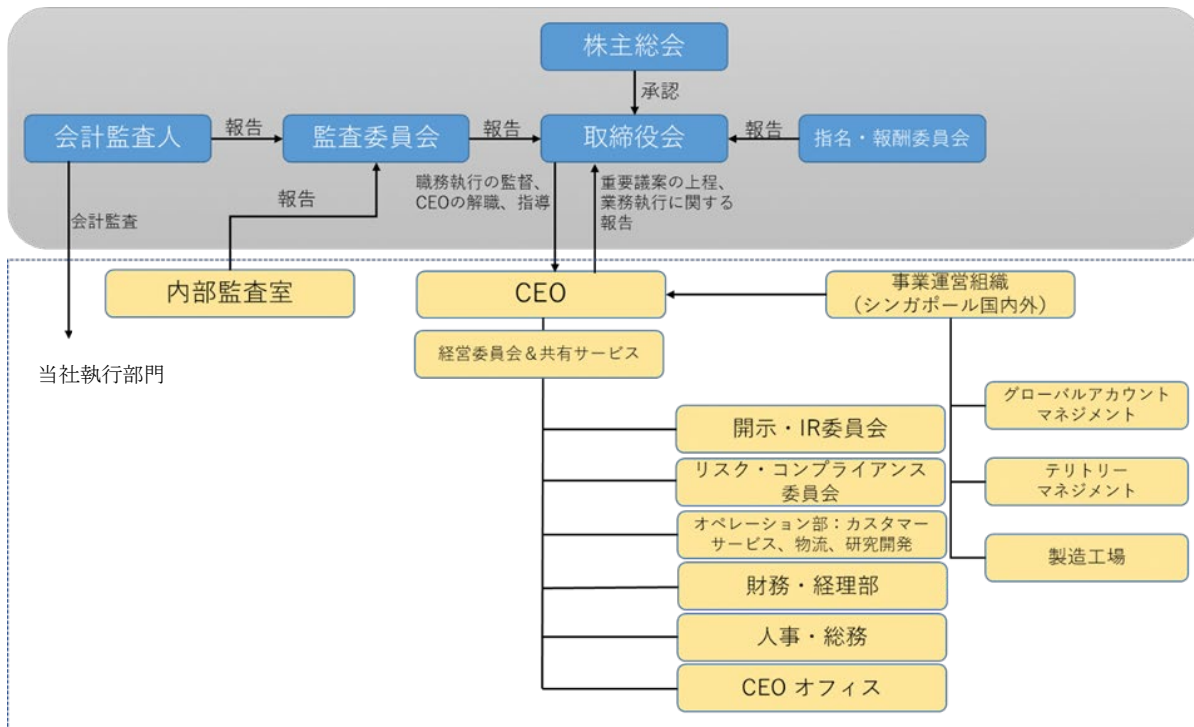 株主総会
承認
会計監査人
報告
監査委員会
報告
取締役会
報告
指名・報酬委員会
会計監査
報告
職務執行の監督、
CEOの解職、指導
重要議案の上程、
業務執行に関する
報告
内部監査室
CEO
事業運営組織
(シンガポール国内外)
当社執行部門
経営委員会＆共有サービス
グローバルアカウント
マネジメント
開示・IR委員会
リスク・コンプライアンス
委員会
テリトリー
マネジメント
オペレーション部：カスタマー
サービス、物流、研究開発
製造工場
財務・経理部
人事・総務
CEO オフィス